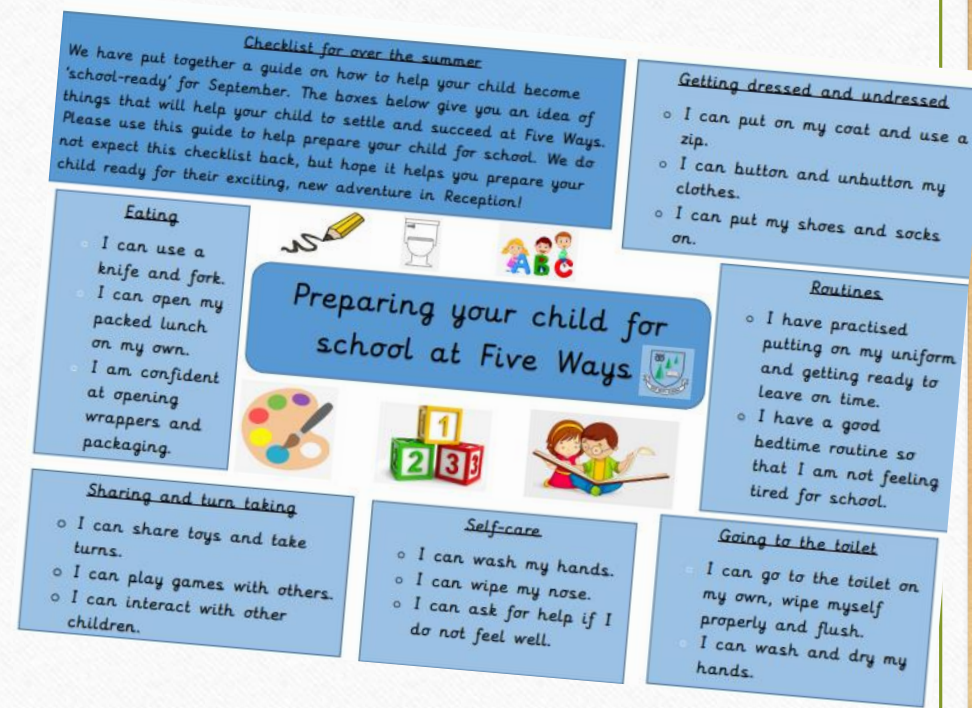 Checklist for over the summer
We have put together a guide on how to help your child become
'school-ready' for September. The boxes below give you an idea of
things that will help your child to settle and succeed at Five Ways.
Please use this guide to help prepare your child for school. We do
not expect this checklist back, but hope it helps you prepare your
child ready for their exciting, new adventure in Reception!
Getting dressed and undressed
I can put on my coat and use a
zip.
I can button and unbutton my
clothes.
I can put my shoes and socks
on.
Eating
I can use a
knife and fork.
I can open my
packed lunch
on my own.
I am confident
at opening
wrappers and
packaging.
A B C
Preparing your child for
school at Five Ways
1
2 3 3
Routines
I have practised
putting on my uniform
and getting ready to
leave on time.
I have a good
bedtime routine so
that I am not feeling
tired for school.
Sharing and turn taking
I can share toys and take
turns.
I can play games with others.
I can interact with other
children.
Self-care
I can wash my hands.
I can wipe my nose.
I can ask for help if I
do not feel well.
Going to the toilet
I can go to the toilet on
my own, wipe myself
properly and flush.
I can wash and dry my
hands.